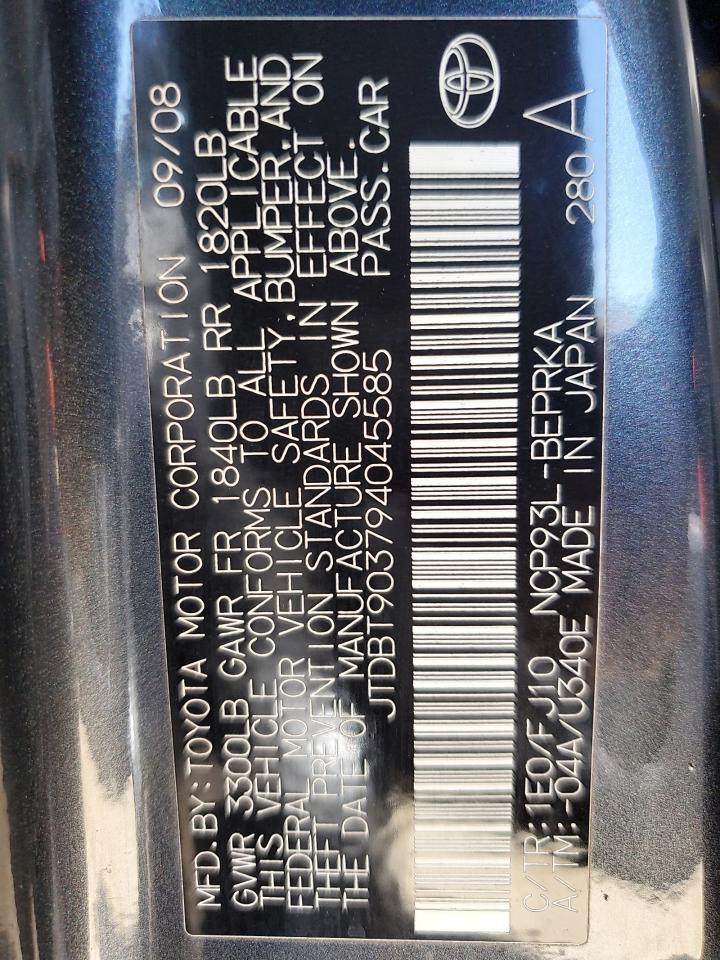 MFD.BY:TOYOTA MOTOR CORPORATION 09/08
GVWR 3300LB GAWR FR 1840LB RR 1820LB
THIS VEHICLE CONFORMS TO ALL APPLICABLE
FEDERAL MOTOR VEHICLE SAFETY,BUMPER,AND
THEFT PREVENTION STANDARDS IN EFFECT ON
THE DATE OF MANUFACTURE SHOWN ABOVE.
JTDBT903794045585 PASS.CAR
C/TR:1E0/FJ10 NCP93L-BEPRKA
A/TM:-04A/U340E MADE IN JAPAN 280 A